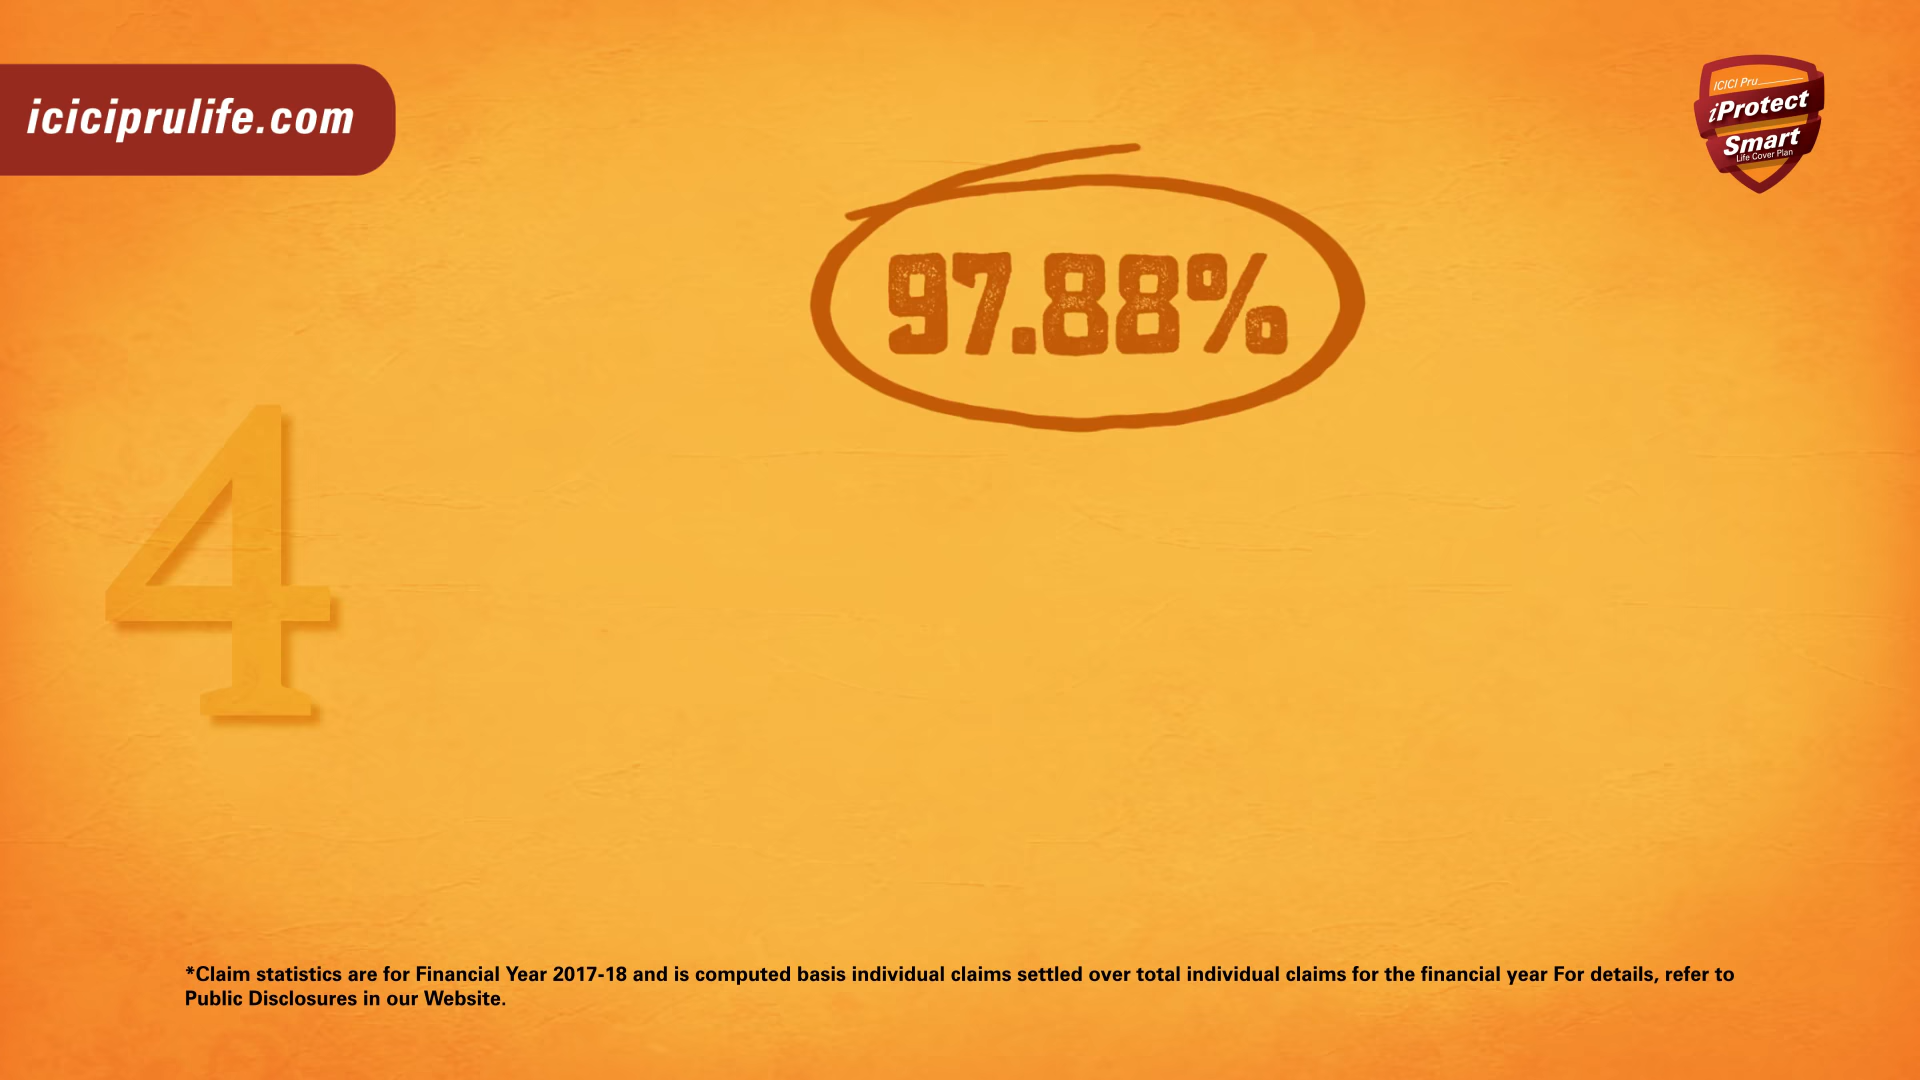 iciciprulife.com
ICICI Pru
iProtect
Smart
Life Cover Plan
97.88%
4
*Claim statistics are for Financial Year 2017-18 and is computed basis individual claims settled over total individual claims for the financial year For details, refer to
Public Disclosures in our Website.